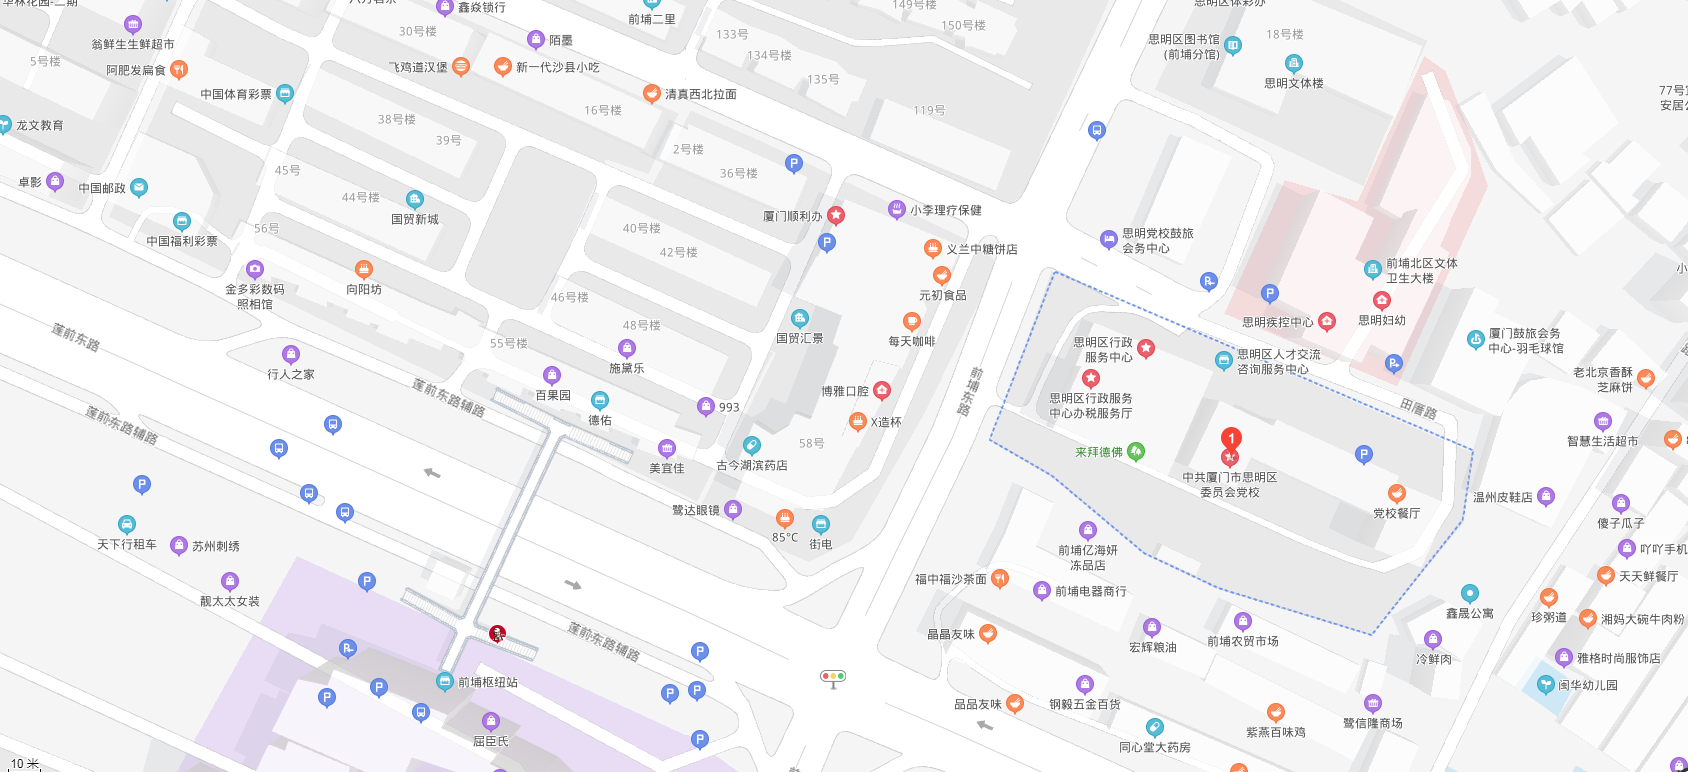 翁鲜生生鲜超市
5号楼
阿肥发扁食
中国体育彩票
龙文教育
卓影
中国邮政
中国福利彩票
鑫焱锁行
30号楼
陌墨
前埔二里
飞鸡道汉堡
新一代沙县小吃
133号
134号楼
135号
149号楼
150号楼
清真西北拉面
16号楼
119号
38号楼
39号
2号楼
36号楼
45号
44号楼
国贸新城
56号
金多彩数码
照相馆
向阳坊
40号楼
42号楼
46号楼
48号楼
55号楼
厦门顺利办
小李理疗保健
义兰中糖饼店
元初食品
每天咖啡
国贸汇景
施黛乐
百果园
德佑
993
博雅口腔
X造杯
58号
古今湖滨药店
美宜佳
鹭达眼镜
85°C
街电
行人之家
莲前东路
莲前东路辅路
莲前东路辅路
莲前东路辅路
天下行租车
苏州刺绣
靓太太女装
前埔枢纽站
屈臣氏
10 米
前埔东路
思明区图书馆
(前埔分馆)
18号楼
思明文体楼
思明党校鼓旅
会务中心
前埔北区文体
卫生大楼
思明疾控中心
思明妇幼
思明区行政
服务中心
思明区人才交流
咨询服务中心
思明区行政服务
中心办税服务厅
田厝路
来拜德佛
1
中共厦门市思明区
委员会党校
党校餐厅
厦门鼓旅会务
中心-羽毛球馆
老北京香酥
芝麻饼
智慧生活超市
温州皮鞋店
傻子瓜子
吖吖手机
天天鲜餐厅
珍粥道
湘妈大碗牛肉粉
雅格时尚服饰店
闽华幼儿园
鑫晟公寓
冷鲜肉
前埔亿海妍
冻品店
福中福沙茶面
前埔电器商行
晶晶友味
宏辉粮油
前埔农贸市场
品品友味
钢毅五金百货
同心堂大药房
紫燕百味鸡
鹭信隆商场